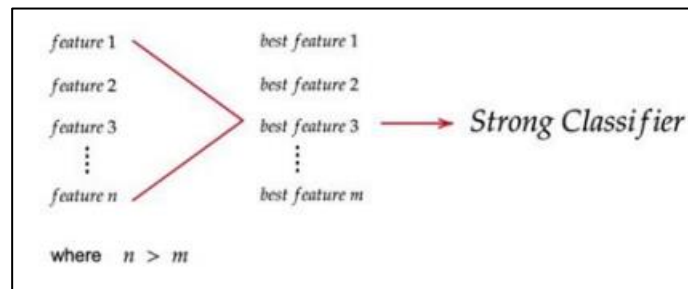 feature 1
feature 2
feature 3
feature n
best feature 1
best feature 2
best feature 3
best feature m
Strong Classifier
where n > m